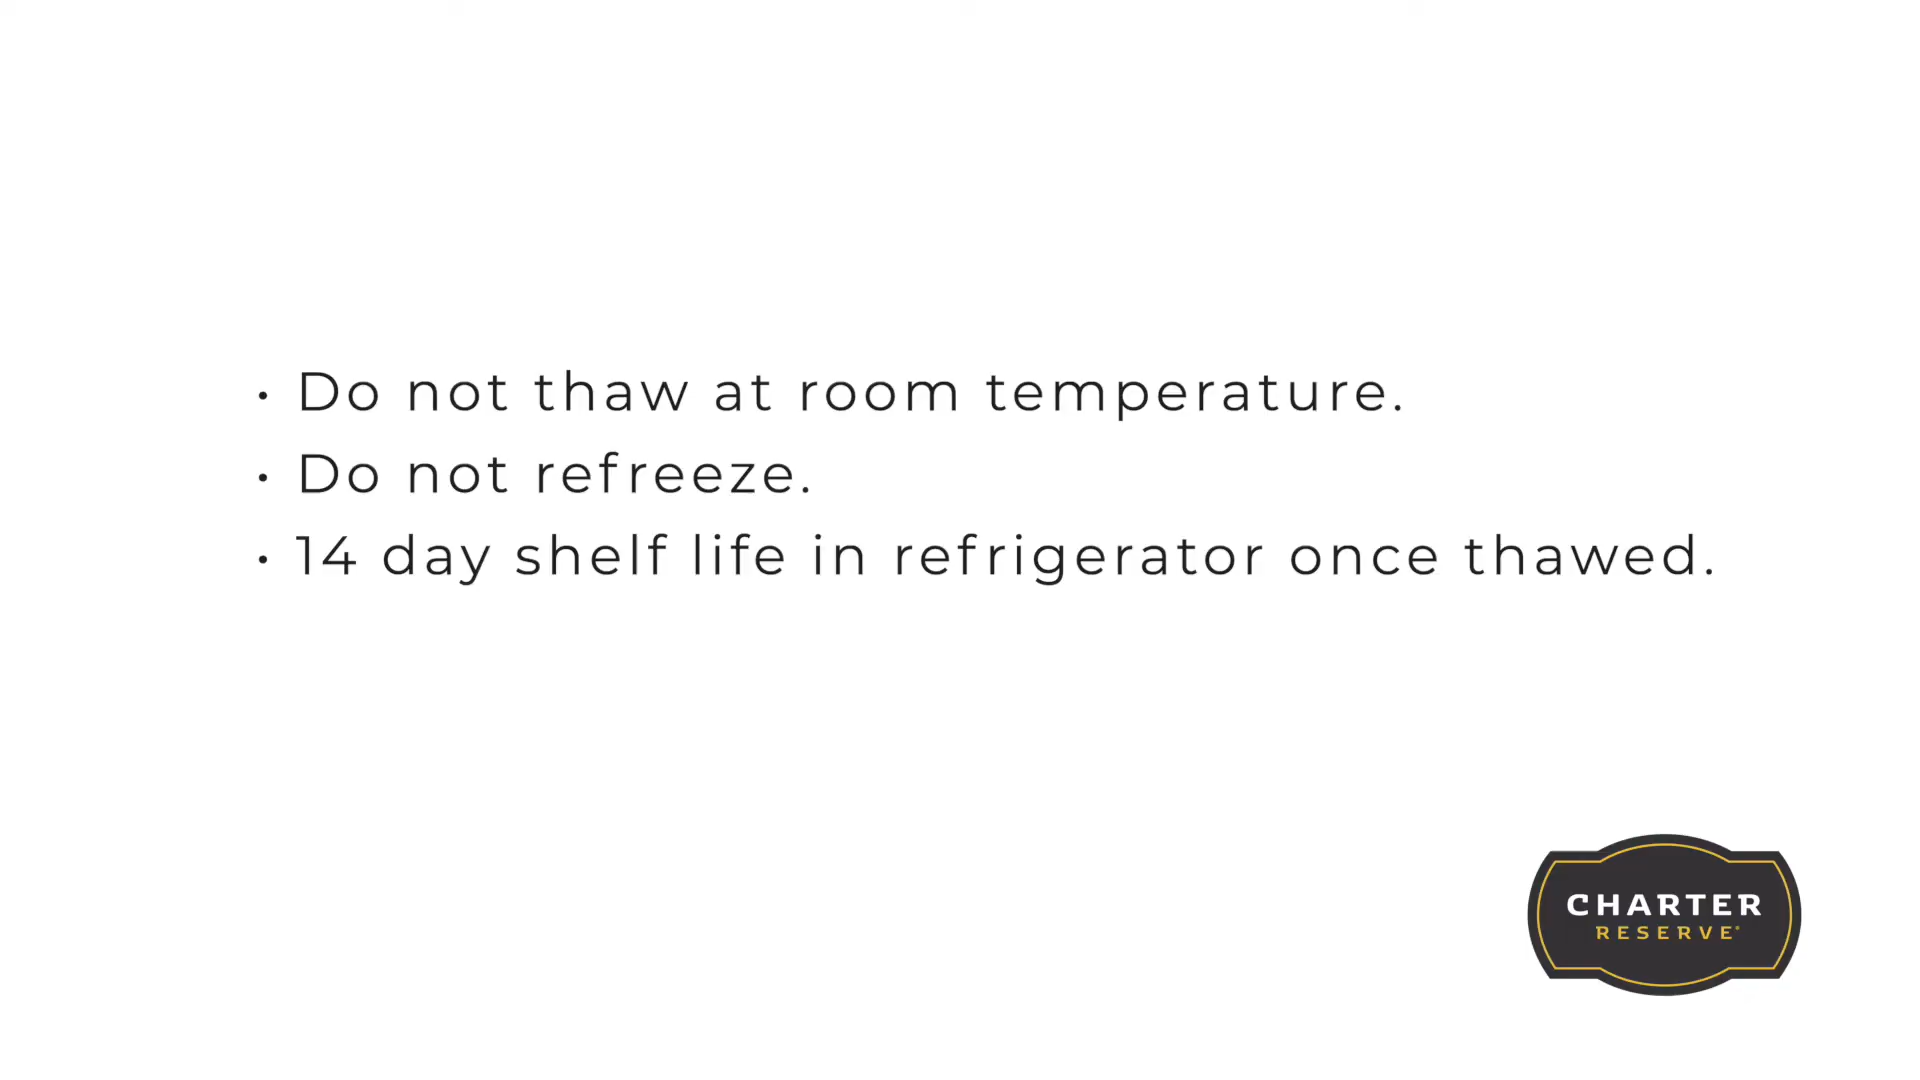 • Do not thaw at room temperature.
• Do not refreeze.
• 14 day shelf life in refrigerator once thawed.
CHARTER
RESERVE